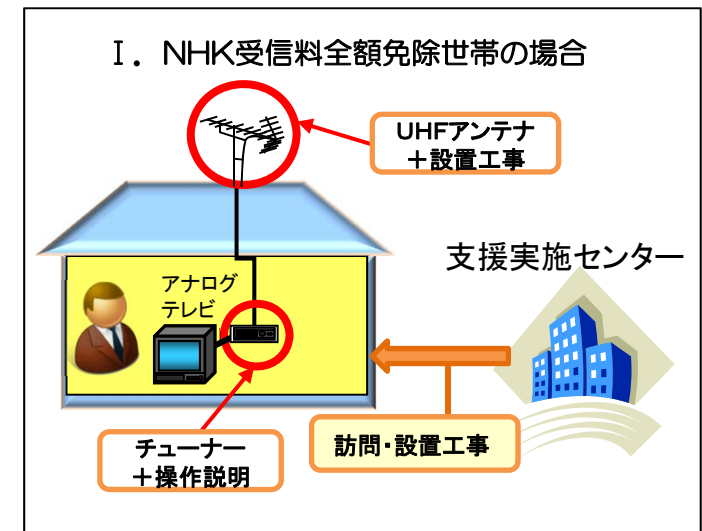 Ⅰ．NHK受信料全額免除世帯の場合
UHFアンテナ
＋設置工事
支援実施センター
アナログ
テレビ
チューナー
＋操作説明
訪問・設置工事